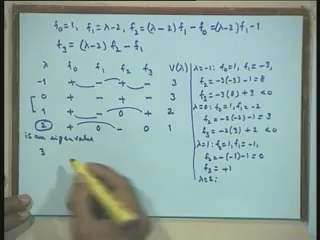 f₀=1, f₁=λ-2, f₂=(λ-2)f₁-f₀=(λ-2)f₁-1
f₃=(λ-2)f₂-f₁
λ f₀ f₁ f₂ f₃ V(λ)
-1 + - + - 3
0 + - + - 3
1 + - 0 + 2
2 + 0 - 0 1
is an eigenvalue
3
λ=-1: f₀=1, f₁=-3,
f₂=-3(-3)-1=8
f₃=-3(8)+3<0
λ=0: f₀=1, f₁=-2
f₂=-2(-2)-1=3
f₃=-2(3)+2<0
λ=1: f₀=1, f₁=-1,
f₂=-(-1)-1=0
f₃=+1
λ=2: